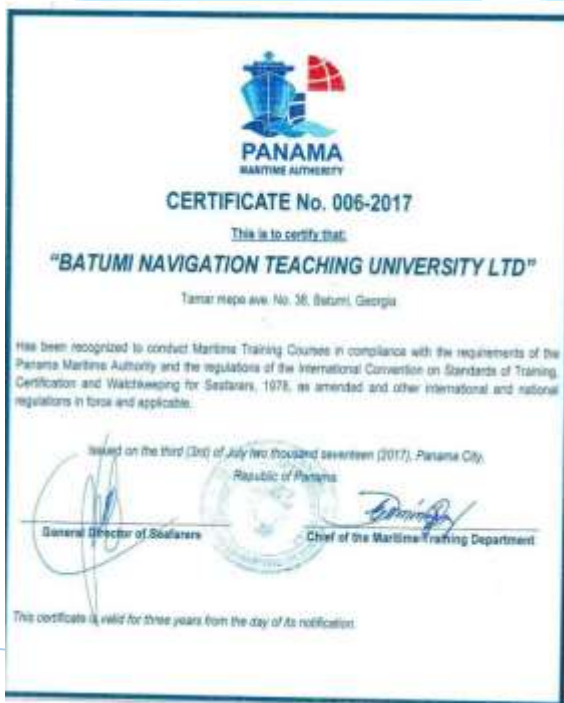 PANAMA
MARITIME AUTHORITY
CERTIFICATE No. 006-2017
This is to certify that:
"BATUMI NAVIGATION TEACHING UNIVERSITY LTD"
Tamar mepe ave. No. 38, Batumi, Georgia
Has been recognized to conduct Maritime Training Courses in compliance with the requirements of the
Panama Maritime Authority and the regulations of the International Convention on Standards of Training,
Certification and Watchkeeping for Seafarers, 1978, as amended and other international and national
regulations in force and applicable.
Issued on the third (3rd) of July two thousand seventeen (2017), Panama City,
Republic of Panama
General Director of Seafarers
Chief of the Maritime Training Department
This certificate is valid for three years from the day of its notification.